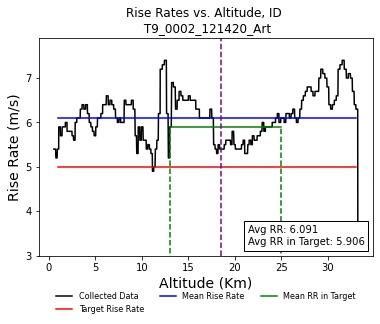 Rise Rates vs. Altitude, ID
T9_0002_121420_Art
Rise Rate (m/s)
7
6
5
4
3
Avg RR: 6.091
Avg RR in Target: 5.906
0 5 10 15 20 25 30
Altitude (Km)
Collected Data Mean Rise Rate Mean RR in Target
Target Rise Rate